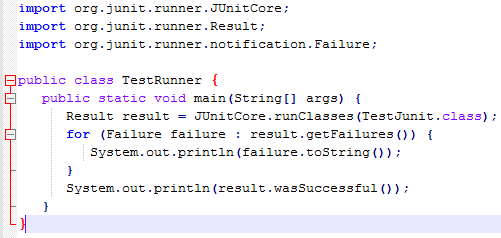 import org.junit.runner.JUnitCore;
import org.junit.runner.Result;
import org.junit.runner.notification.Failure;
public class TestRunner {
public static void main(String[] args) {
Result result = JUnitCore.runClasses(TestJunit.class);
for (Failure failure : result.getFailures()) {
System.out.println(failure.toString());
}
System.out.println(result.wasSuccessful());
}
}